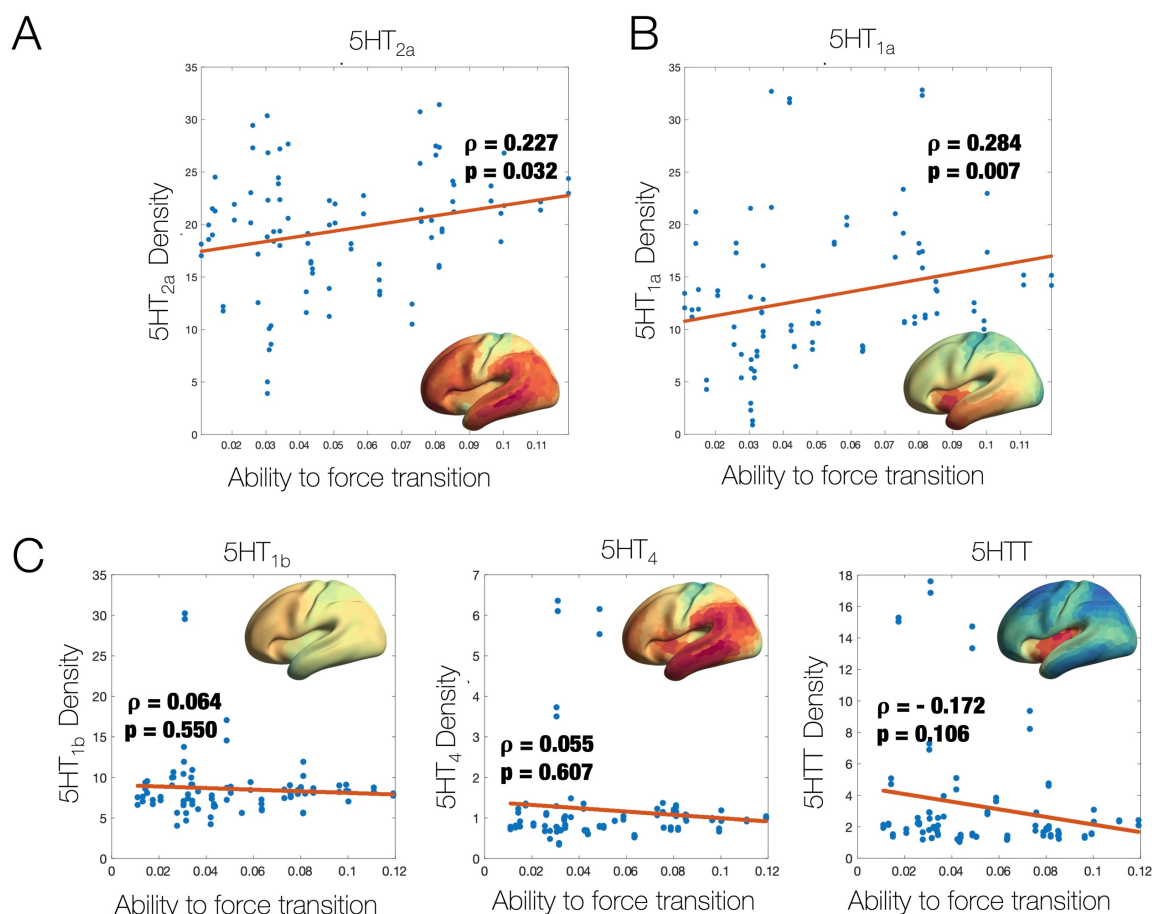 A
5HT2a
35
30
25
20
15
10
5
0
5HT2a Density
ρ = 0.227
p = 0.032
0.02 0.03 0.04 0.05 0.06 0.07 0.08 0.09 0.1 0.11
Ability to force transition
B
5HT1a
35
30
25
20
15
10
5
0
5HT1a Density
ρ = 0.284
p = 0.007
0.02 0.03 0.04 0.05 0.06 0.07 0.08 0.09 0.1 0.11
Ability to force transition
C
5HT1b
35
30
25
20
15
10
5
0
5HT1b Density
ρ = 0.064
p = 0.550
0 0.02 0.04 0.06 0.08 0.1 0.12
Ability to force transition
5HT4
7
6
5
4
3
2
1
0
5HT4 Density
ρ = 0.055
p = 0.607
0 0.02 0.04 0.06 0.08 0.1 0.12
Ability to force transition
5HTT
18
16
14
12
10
8
6
4
2
0
5HTT Density
ρ = - 0.172
p = 0.106
0 0.02 0.04 0.06 0.08 0.1 0.12
Ability to force transition